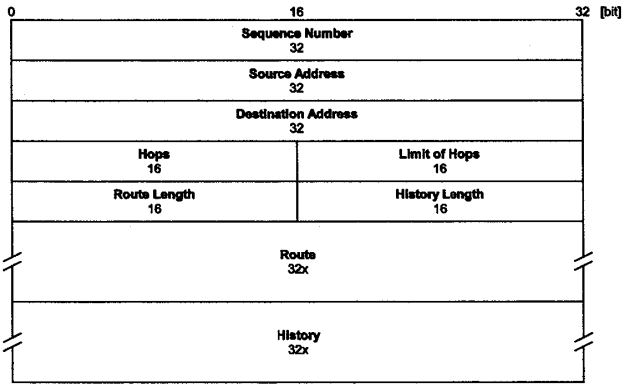 0 16 32 [bit]
Sequence Number
32
Source Address
32
Destination Address
32
Hops Limit of Hops
16 16
Route Length History Length
16 16
Route
32x
History
32x